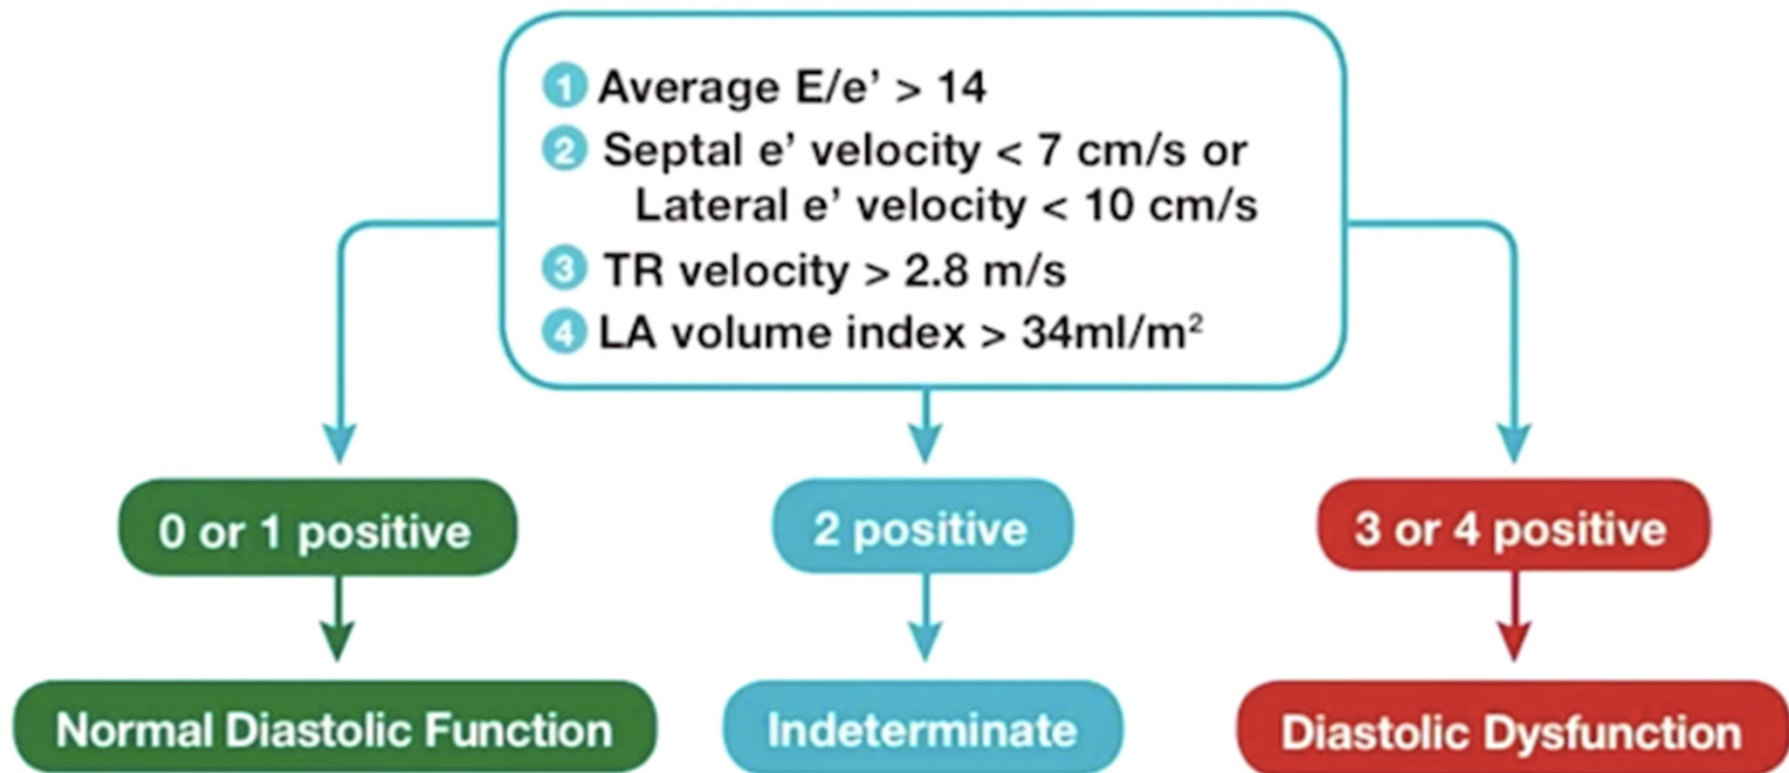 1 Average E/e’ > 14
2 Septal e’ velocity < 7 cm/s or
Lateral e’ velocity < 10 cm/s
3 TR velocity > 2.8 m/s
4 LA volume index > 34ml/m²
0 or 1 positive
2 positive
3 or 4 positive
Normal Diastolic Function
Indeterminate
Diastolic Dysfunction